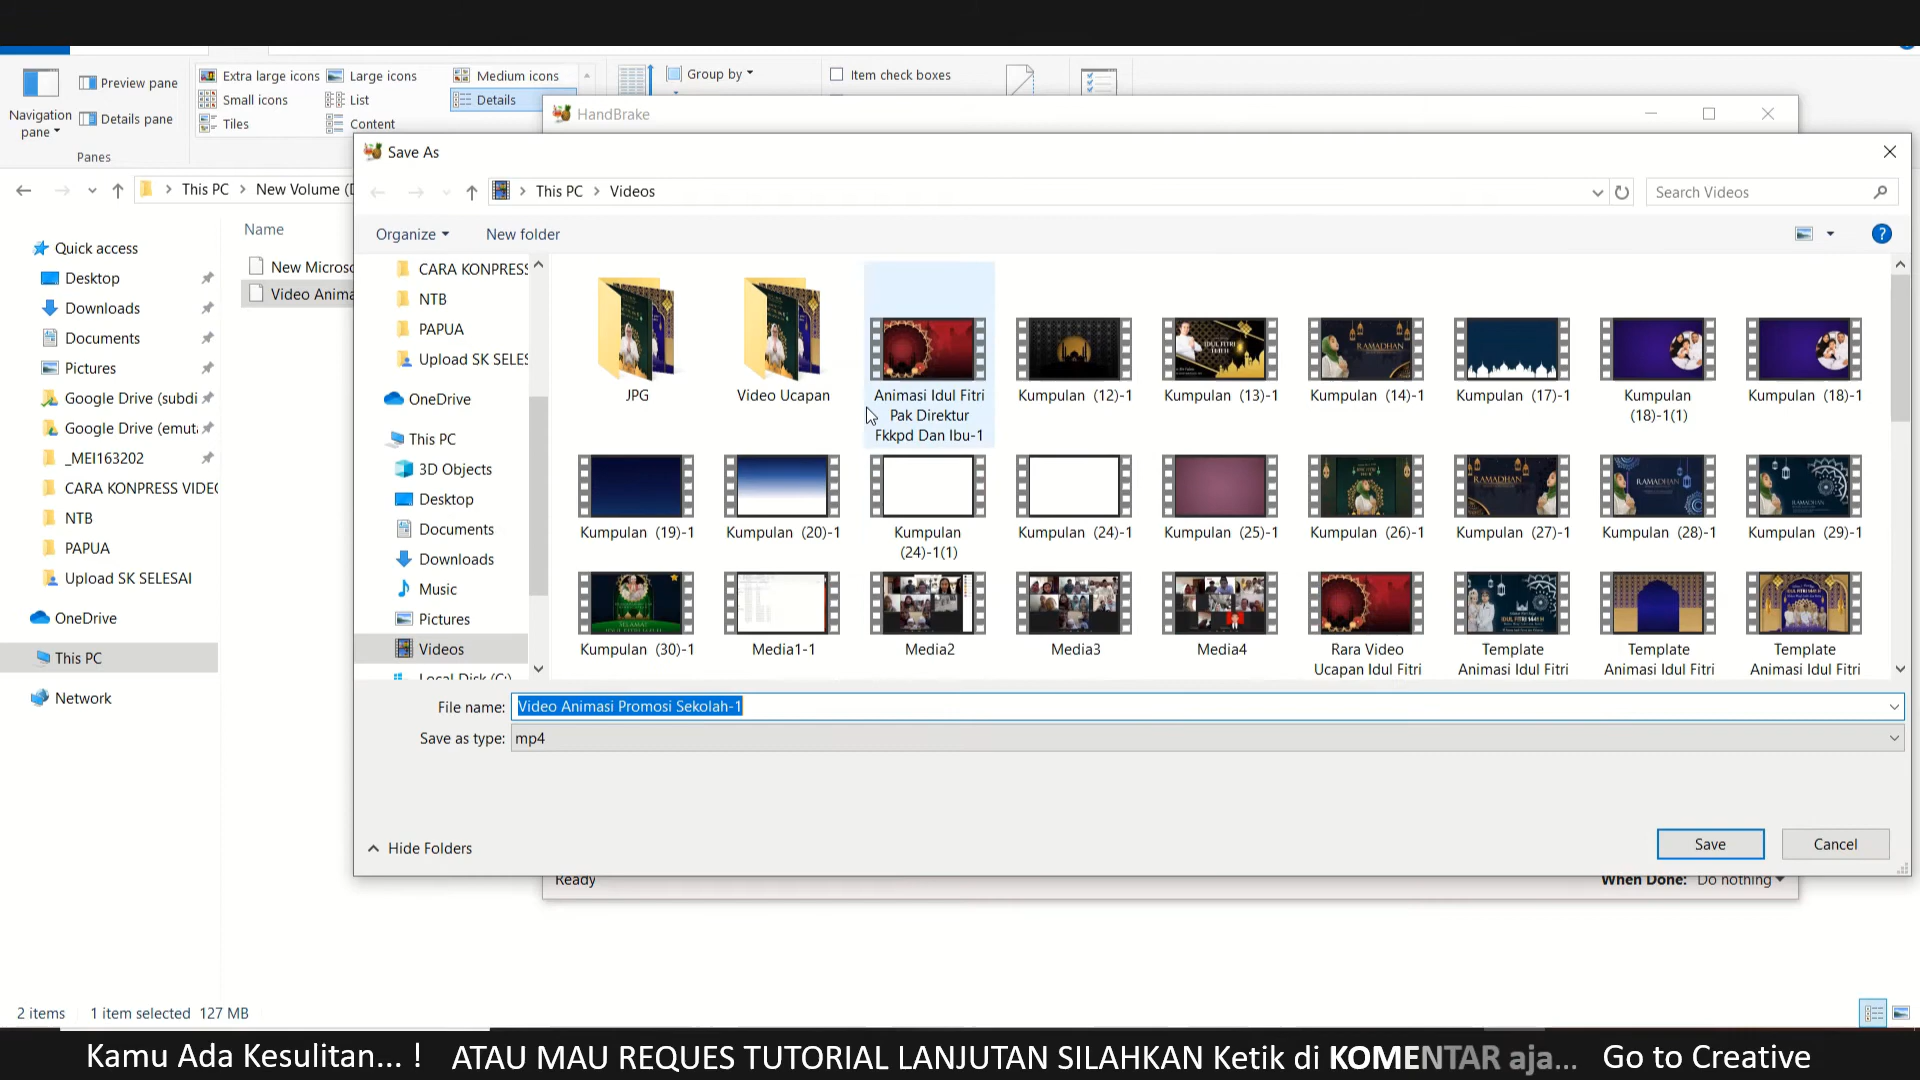 Navigation pane
Preview pane
Details pane
Panes
Extra large icons
Large icons
Medium icons
Small icons
List
Details
Tiles
Content
Group by
Item check boxes
HandBrake
This PC
New Volume
Name
New Microsc
Video Anima
Quick access
Desktop
Downloads
Documents
Pictures
Google Drive (subdi
Google Drive (emut
_MEI163202
CARA KONPRESS VIDEO
NTB
PAPUA
Upload SK SELESAI
OneDrive
This PC
Network
Save As
This PC > Videos
Search Videos
Organize
New folder
CARA KONPRESS
NTB
PAPUA
Upload SK SELES
OneDrive
This PC
3D Objects
Desktop
Documents
Downloads
Music
Pictures
Videos
Local Disk (C:)
JPG
Video Ucapan
Animasi Idul Fitri
Pak Direktur
Fkkpd Dan Ibu-1
Kumpulan (12)-1
Kumpulan (13)-1
Kumpulan (14)-1
Kumpulan (17)-1
Kumpulan
(18)-1(1)
Kumpulan (18)-1
Kumpulan (19)-1
Kumpulan (20)-1
Kumpulan
(24)-1(1)
Kumpulan (24)-1
Kumpulan (25)-1
Kumpulan (26)-1
Kumpulan (27)-1
Kumpulan (28)-1
Kumpulan (29)-1
Kumpulan (30)-1
Media1-1
Media2
Media3
Media4
Rara Video
Ucapan Idul Fitri
Template
Animasi Idul Fitri
Template
Animasi Idul Fitri
Template
Animasi Idul Fitri
File name: Video Animasi Promosi Sekolah-1
Save as type: mp4
Hide Folders
Save
Cancel
Ready
When Done: Do nothing
2 items 1 item selected 127 MB
Kamu Ada Kesulitan... ! ATAU MAU REQUES TUTORIAL LANJUTAN SILAHKAN Ketik di KOMENTAR aja... Go to Creative